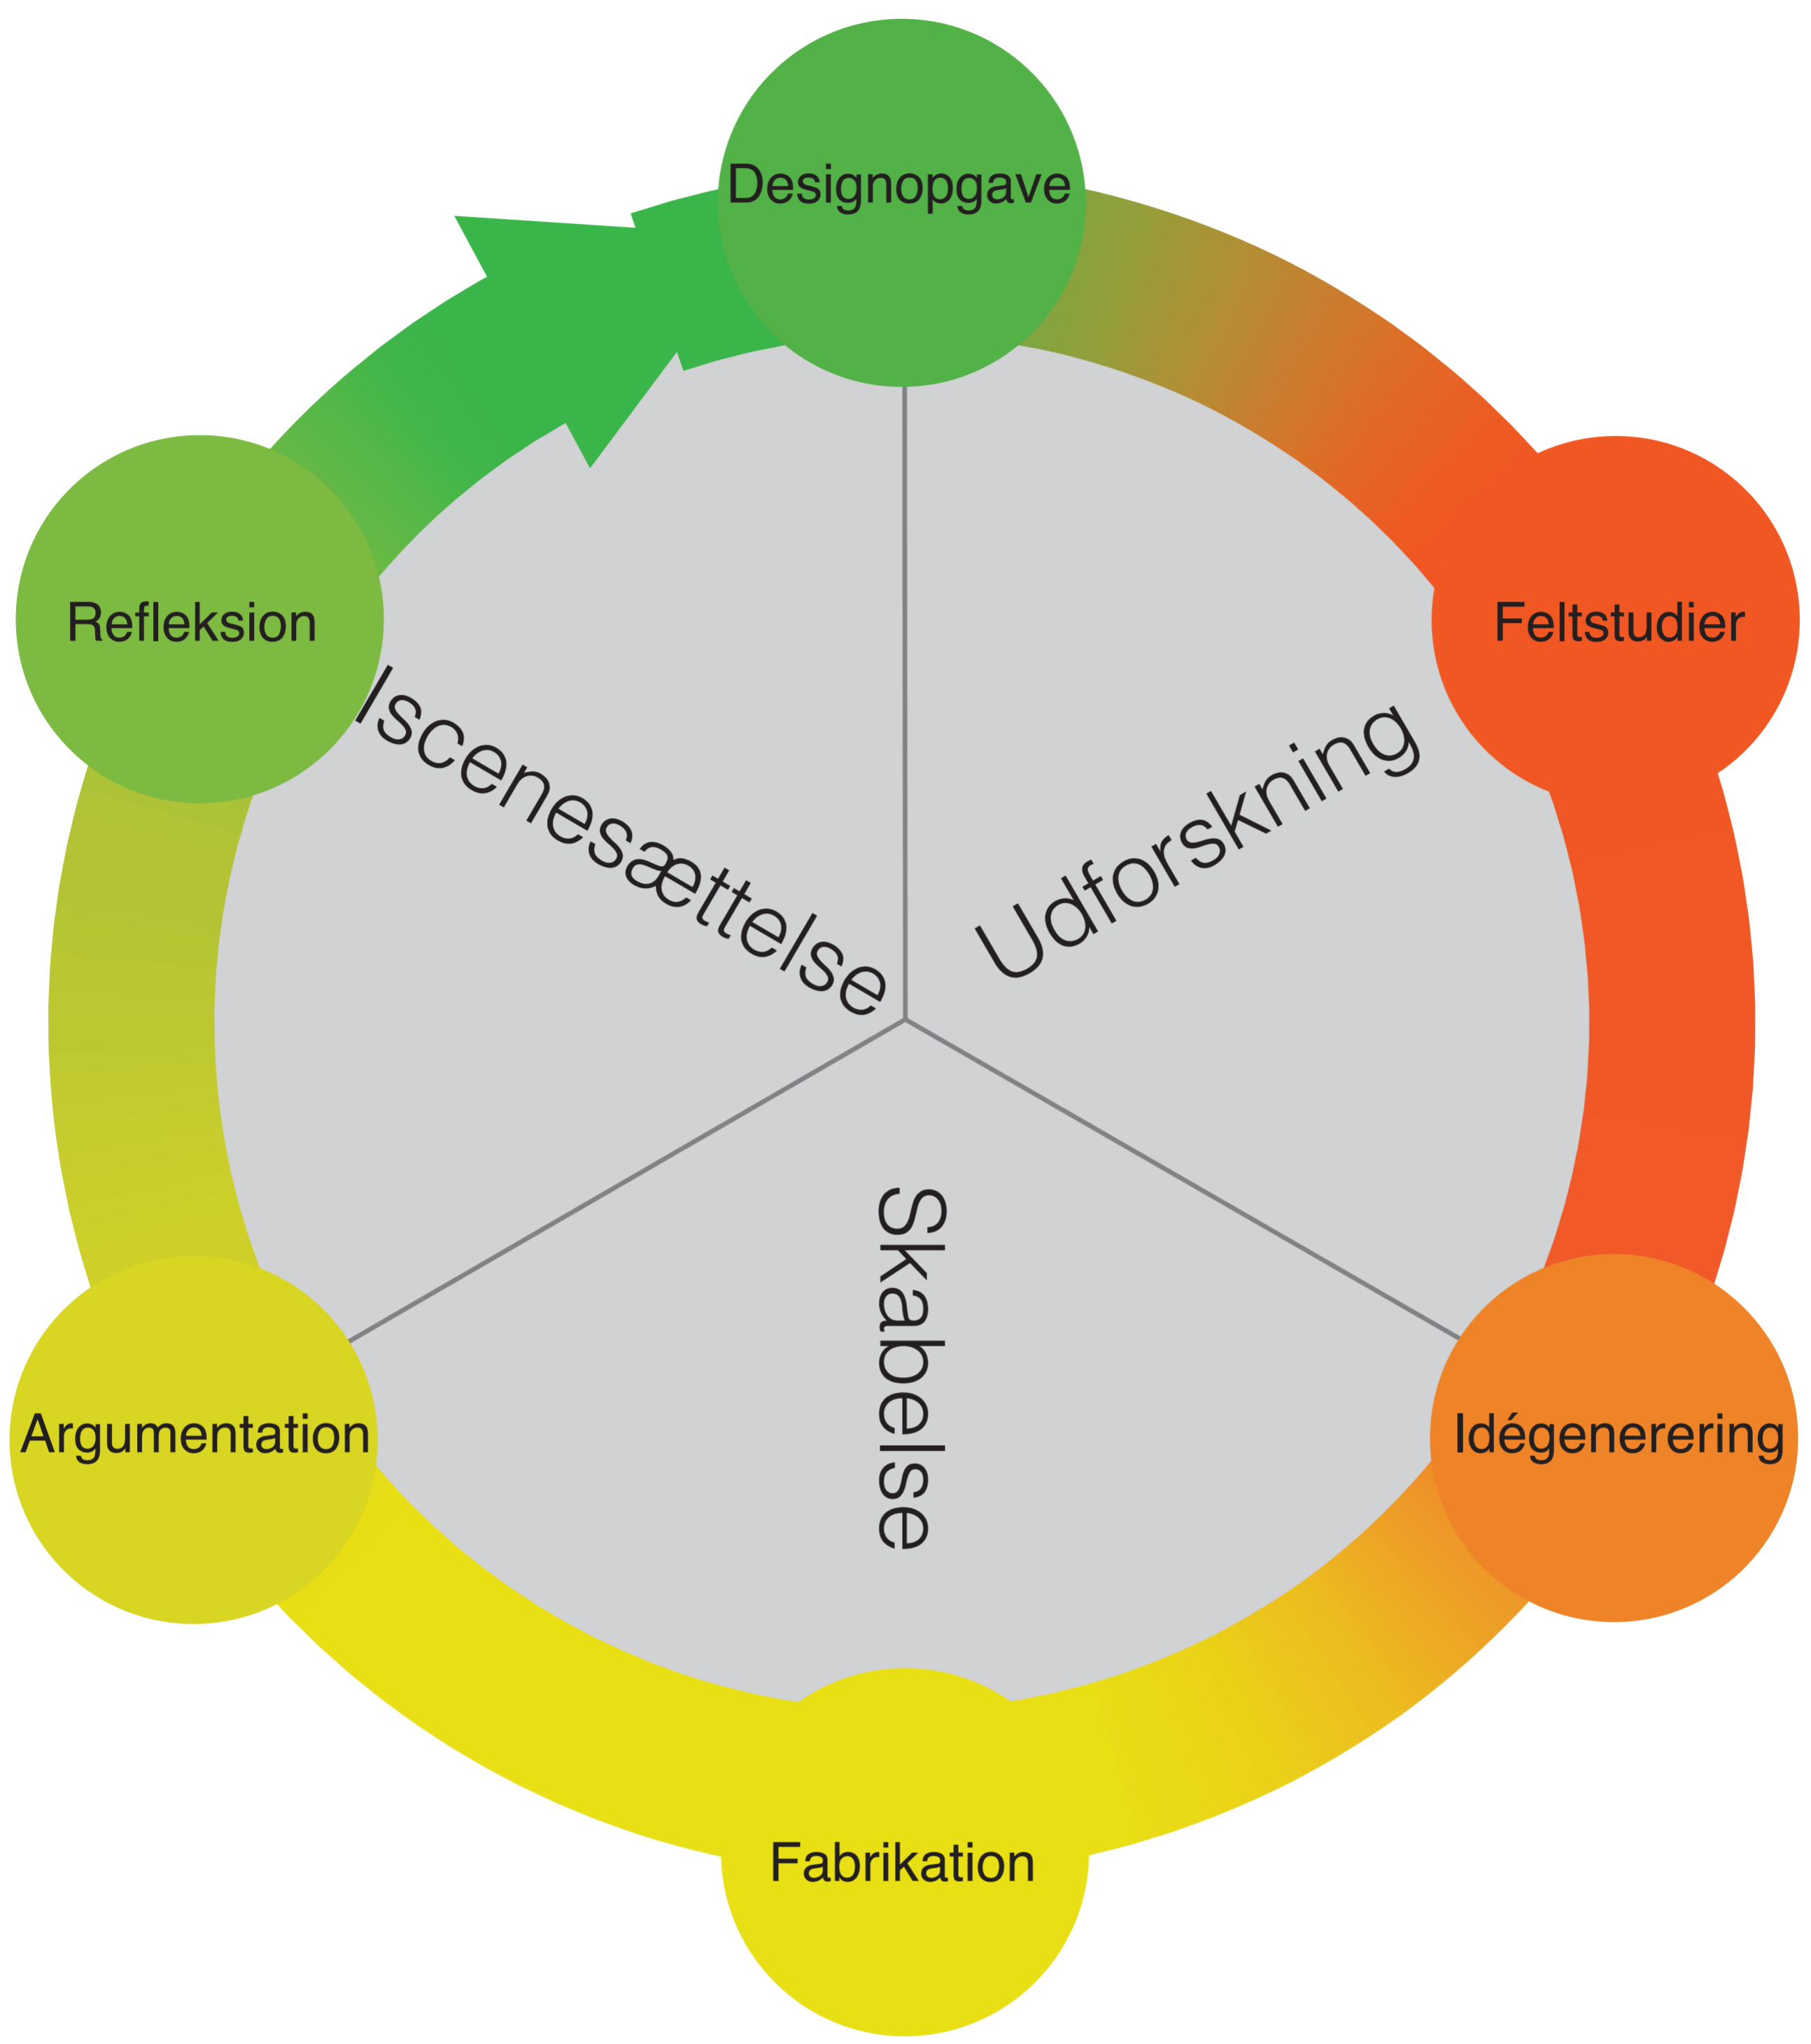 Designopgave
Refleksion
Feltstudier
Iscenesættelse
Udforskning
Skabelse
Argumentation
Idégenerering
Fabrikation